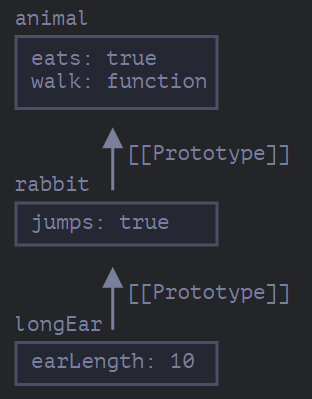 animal
eats: true
walk: function
[[Prototype]]
rabbit
jumps: true
[[Prototype]]
longEar
earLength: 10